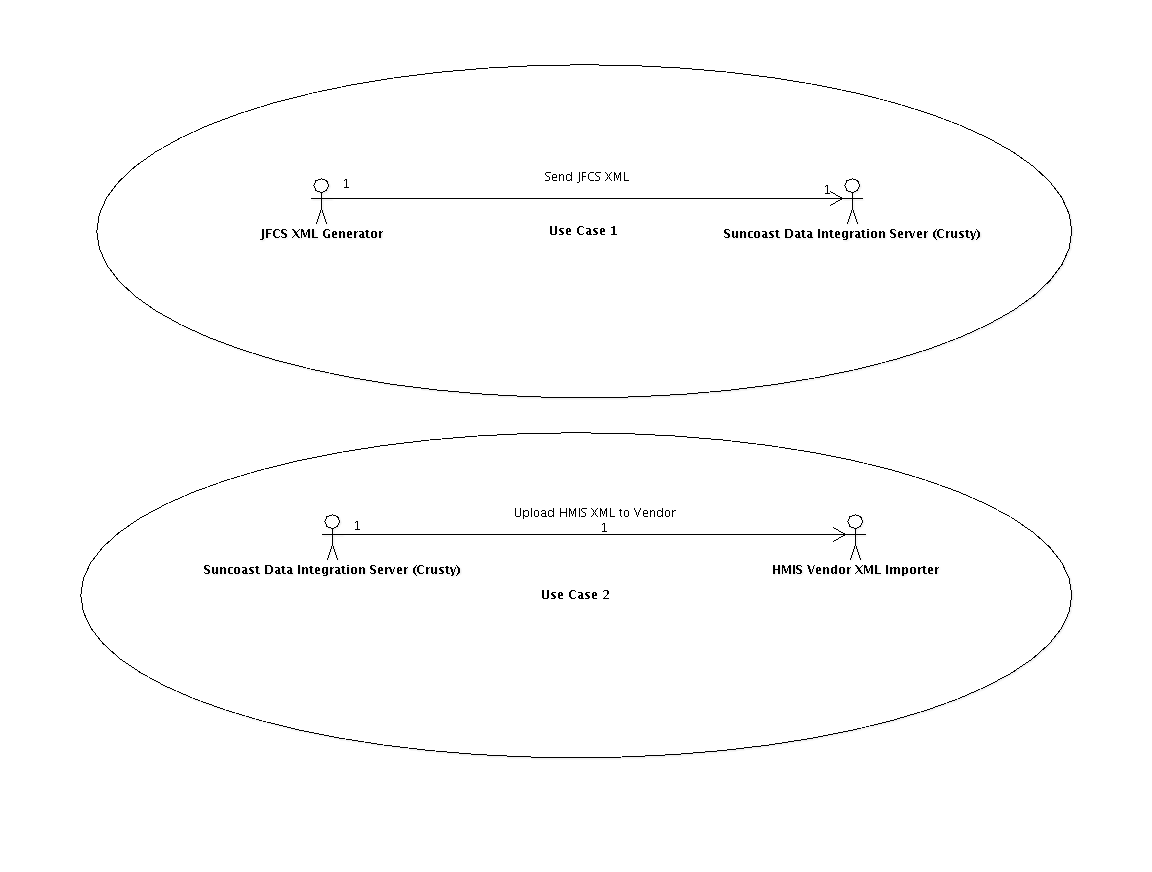 Send JFCS XML
1
1
JFCS XML Generator
Use Case 1
Suncoast Data Integration Server (Crusty)
Upload HMIS XML to Vendor
1
1
Suncoast Data Integration Server (Crusty)
HMIS Vendor XML Importer
Use Case 2